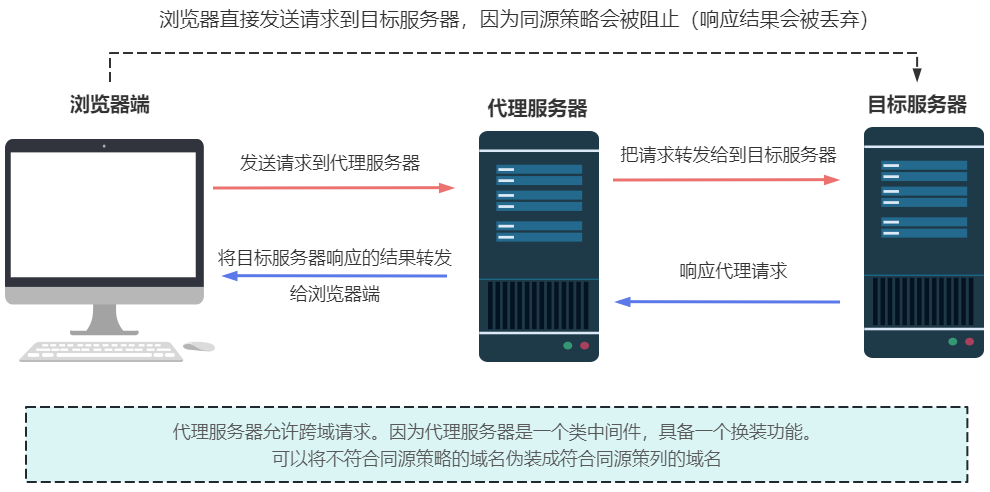 浏览器直接发送请求到目标服务器，因为同源策略会被阻止（响应结果会被丢弃）
浏览器端
代理服务器
目标服务器
发送请求到代理服务器
把请求转发给到目标服务器
将目标服务器响应的结果转发
给浏览器端
响应代理请求
代理服务器允许跨域请求。因为代理服务器是一个类中间件，具备一个换装功能。
可以将不符合同源策略的域名伪装成符合同源策列的域名